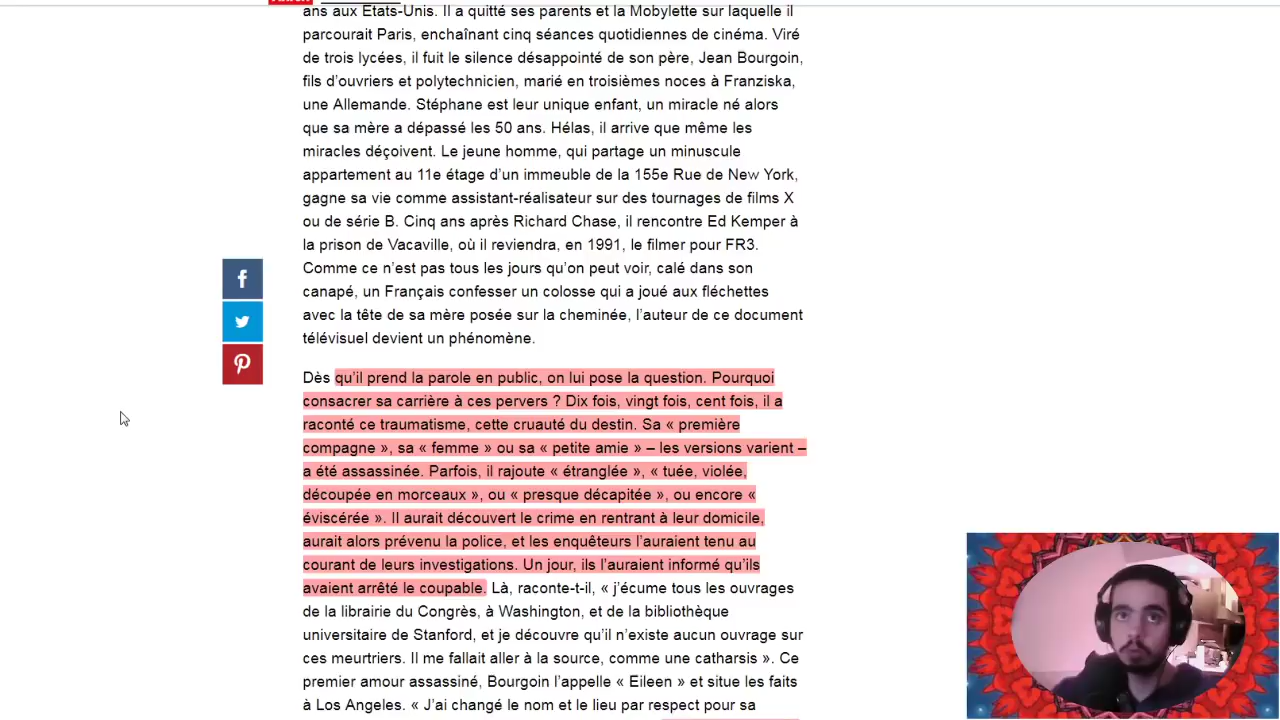 ans aux Etats-Unis. Il a quitté ses parents et la Mobylette sur laquelle il
parcourait Paris, enchaînant cinq séances quotidiennes de cinéma. Viré
de trois lycées, il fuit le silence désappointé de son père, Jean Bourgoin,
fils d’ouvriers et polytechnicien, marié en troisièmes noces à Franziska,
une Allemande. Stéphane est leur unique enfant, un miracle né alors
que sa mère a dépassé les 50 ans. Hélas, il arrive que même les
miracles déçoivent. Le jeune homme, qui partage un minuscule
appartement au 11e étage d’un immeuble de la 155e Rue de New York,
gagne sa vie comme assistant-réalisateur sur des tournages de films X
ou de série B. Cinq ans après Richard Chase, il rencontre Ed Kemper à
la prison de Vacaville, où il reviendra, en 1991, le filmer pour FR3.
Comme ce n’est pas tous les jours qu’on peut voir, calé dans son
canapé, un Français confesser un colosse qui a joué aux fléchettes
avec la tête de sa mère posée sur la cheminée, l’auteur de ce document
télévisuel devient un phénomène.
Dès qu’il prend la parole en public, on lui pose la question. Pourquoi
consacrer sa carrière à ces pervers ? Dix fois, vingt fois, cent fois, il a
raconté ce traumatisme, cette cruauté du destin. Sa « première
compagne », sa « femme » ou sa « petite amie » – les versions varient –
a été assassinée. Parfois, il rajoute « étranglée », « tuée, violée,
découpée en morceaux », ou « presque décapitée », ou encore «
éviscérée ». Il aurait découvert le crime en rentrant à leur domicile,
aurait alors prévenu la police, et les enquêteurs l’auraient tenu au
courant de leurs investigations. Un jour, ils l’auraient informé qu’ils
avaient arrêté le coupable. Là, raconte-t-il, « j’écume tous les ouvrages
de la librairie du Congrès, à Washington, et de la bibliothèque
universitaire de Stanford, et je découvre qu’il n’existe aucun ouvrage sur
ces meurtriers. Il me fallait aller à la source, comme une catharsis ». Ce
premier amour assassiné, Bourgoin l’appelle « Eileen » et situe les faits
à Los Angeles. « J’ai changé le nom et le lieu par respect pour sa